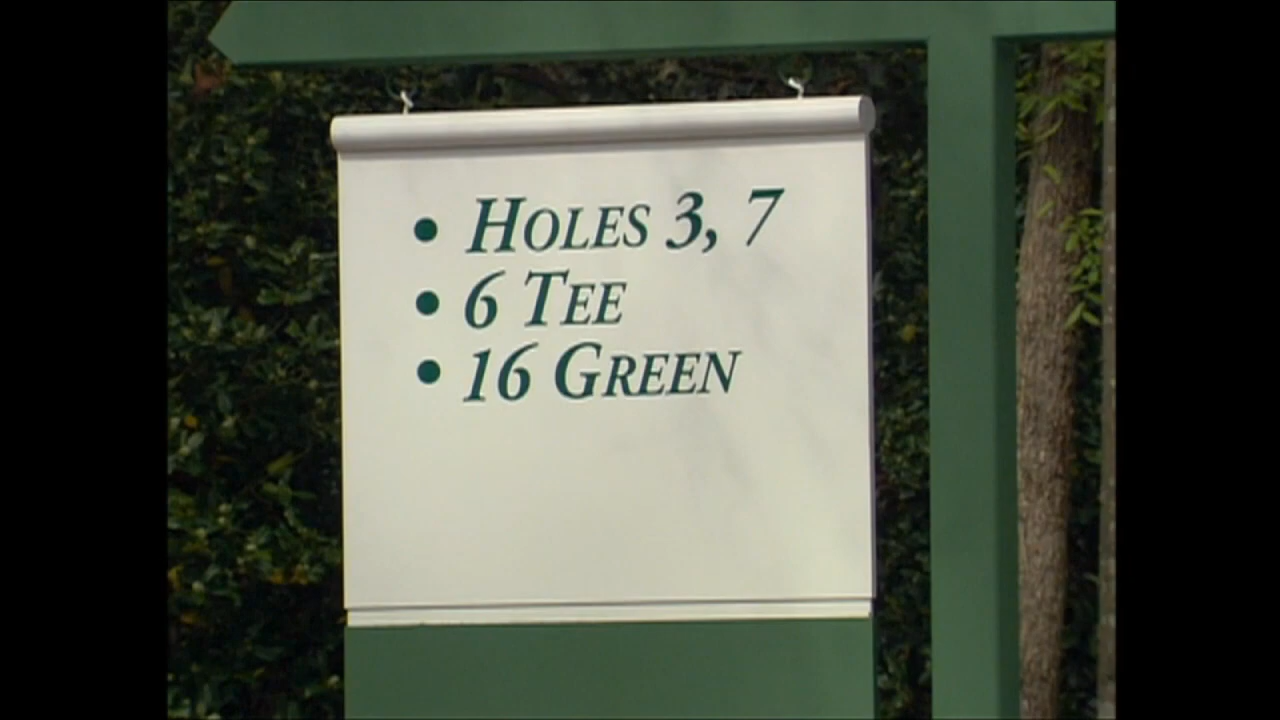 • HOLES 3, 7
• 6 TEE
• 16 GREEN